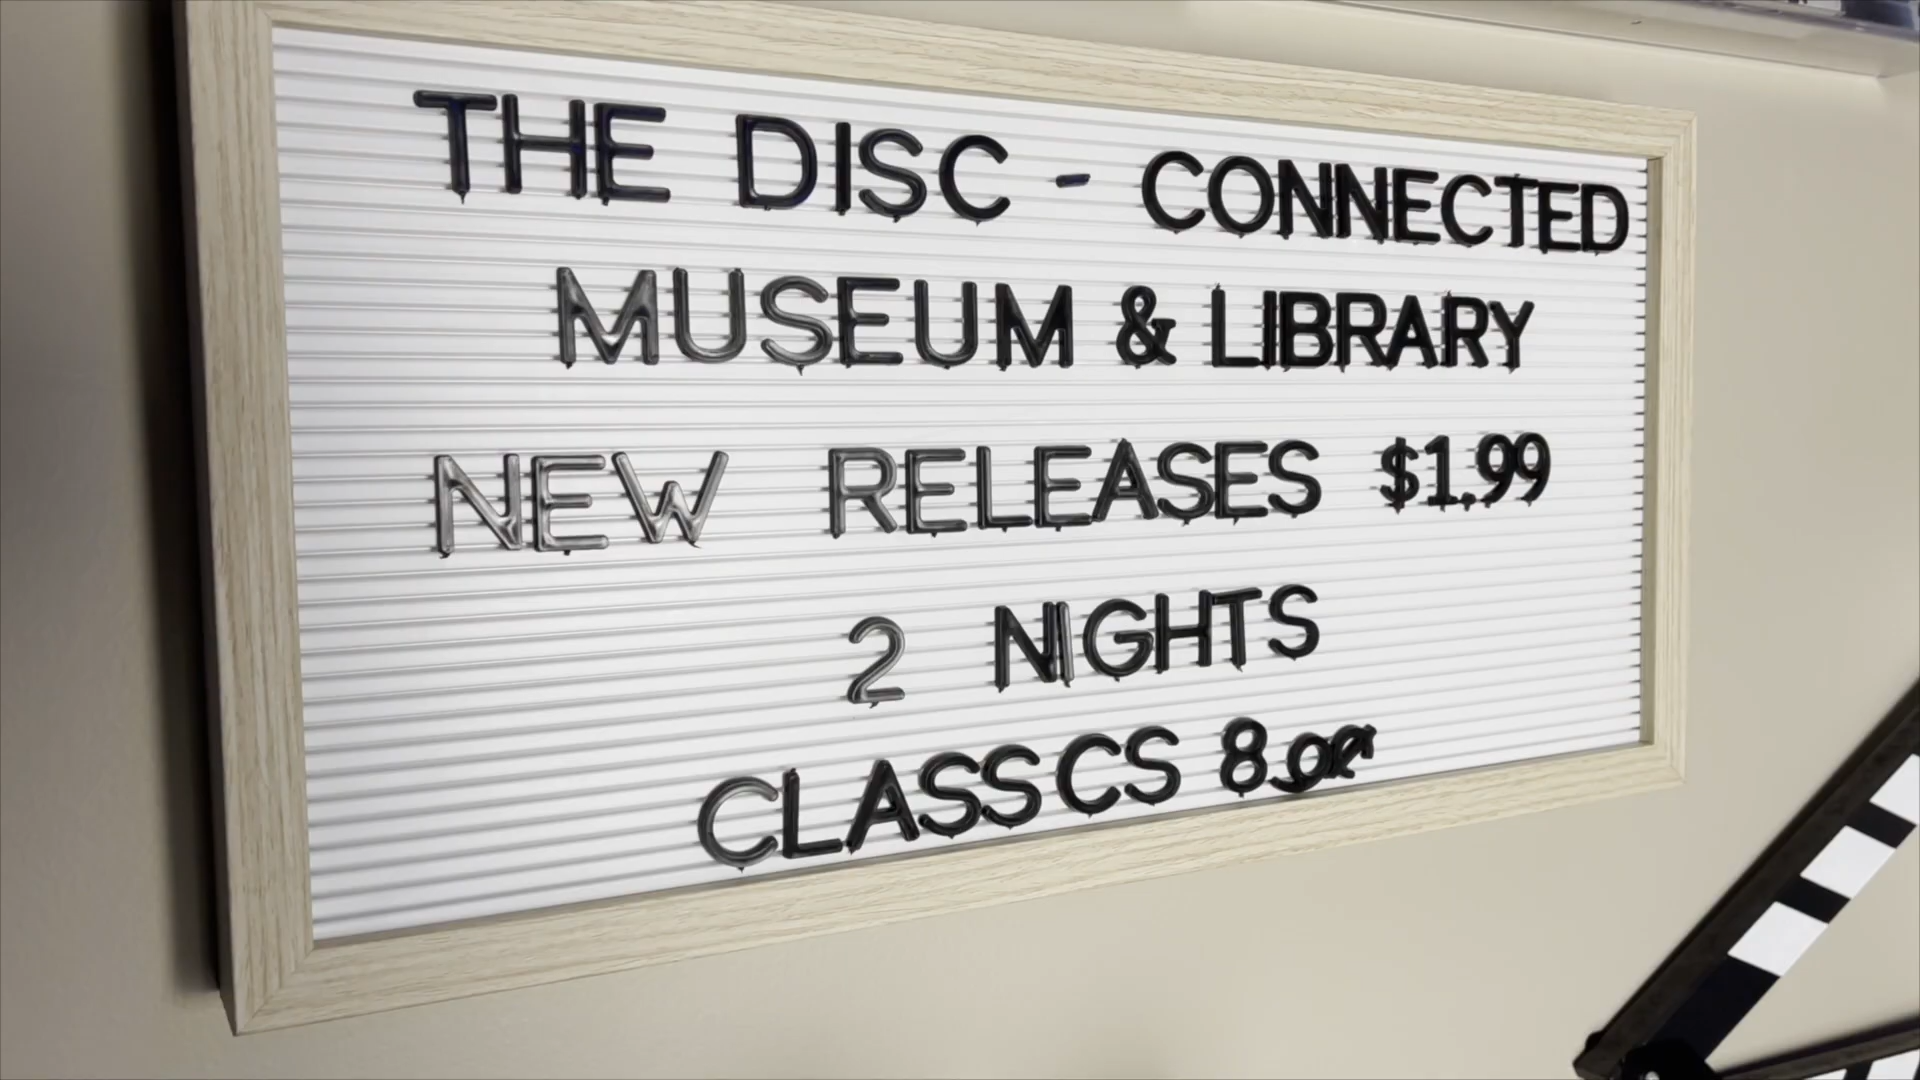 THE DISC - CONNECTED
MUSEUM & LIBRARY
NEW RELEASES $1.99
2 NIGHTS
CLASSCS